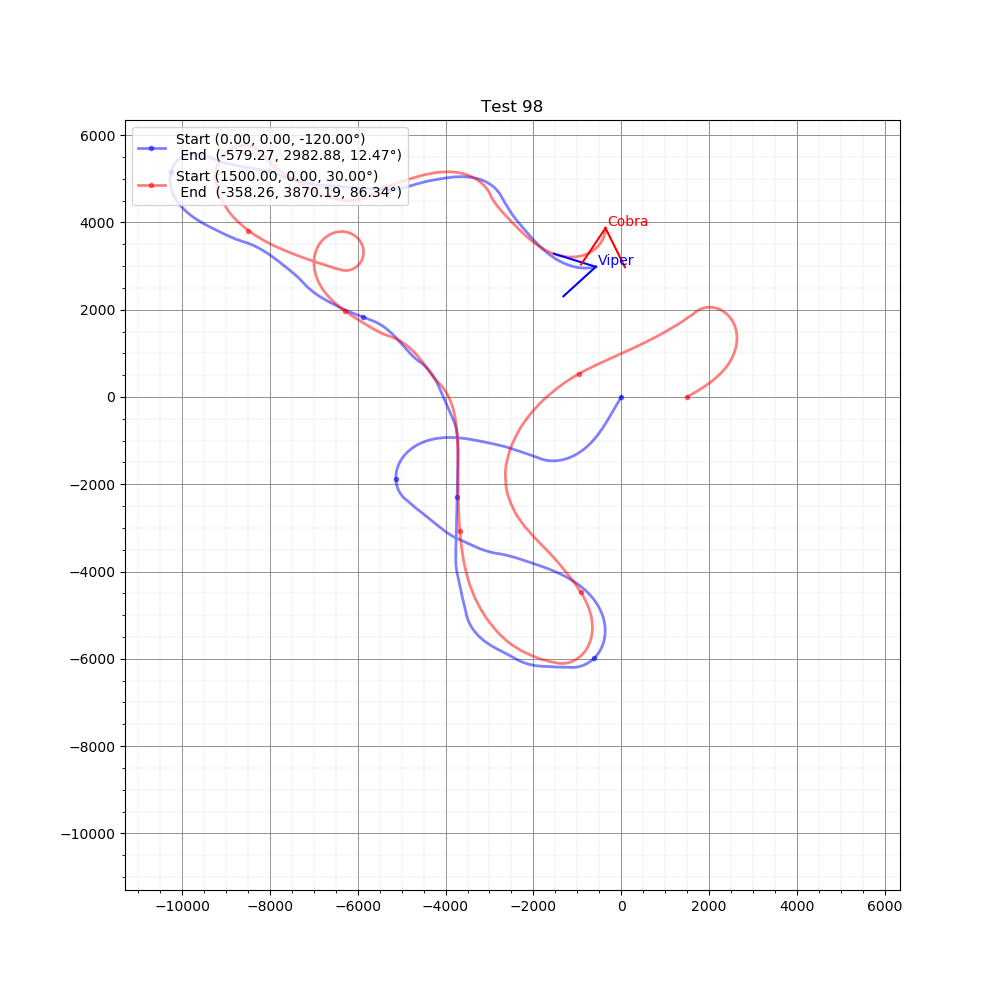 Test 98
Start (0.00, 0.00, -120.00°)
End (-579.27, 2982.88, 12.47°)
Start (1500.00, 0.00, 30.00°)
End (-358.26, 3870.19, 86.34°)
Cobra
Viper
6000
4000
2000
0
−2000
−4000
−6000
−8000
−10000
−10000
−8000
−6000
−4000
−2000
0
2000
4000
6000